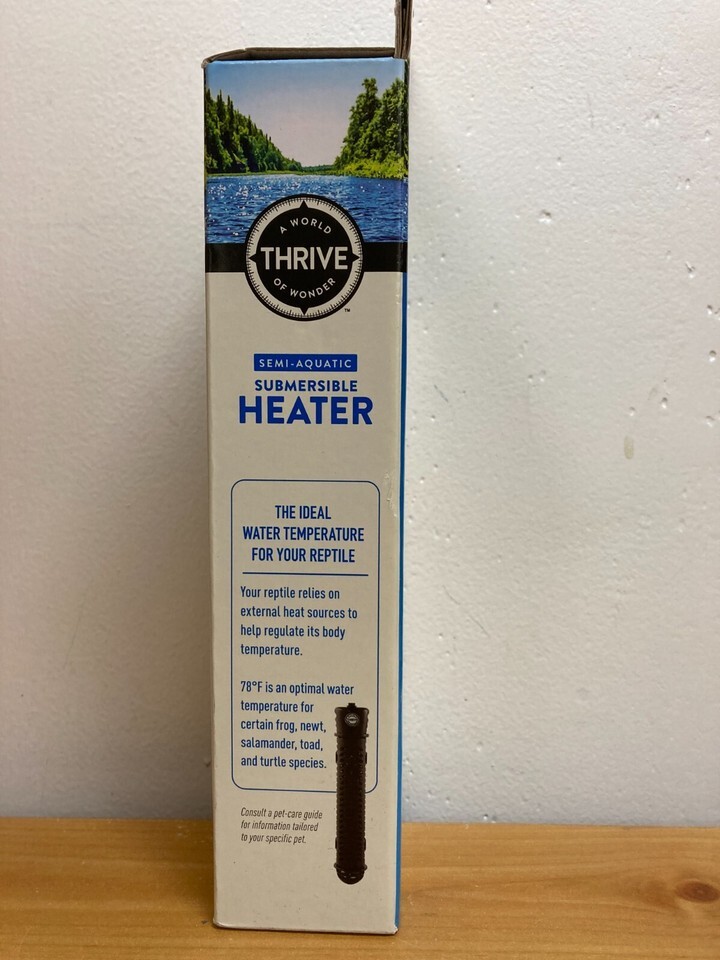 A WORLD
THRIVE
OF WONDER
™
SEMI-AQUATIC
SUBMERSIBLE
HEATER
THE IDEAL
WATER TEMPERATURE
FOR YOUR REPTILE
Your reptile relies on
external heat sources to
help regulate its body
temperature.
78°F is an optimal water
temperature for
certain frog, newt,
salamander, toad,
and turtle species.
Consult a pet-care guide
for information tailored
to your specific pet.